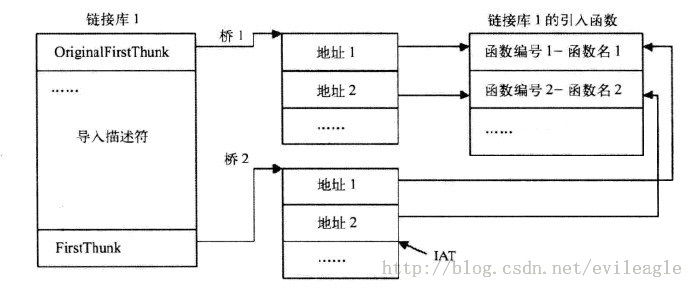 链接库 1
OriginalFirstThunk
……
导入描述符
FirstThunk
桥 1
地址 1
地址 2
……
链接库 1 的引入函数
函数编号 1- 函数名 1
函数编号 2- 函数名 2
……
桥 2
地址 1
地址 2
……
IAT
http://blog.csdn.net/evileagle